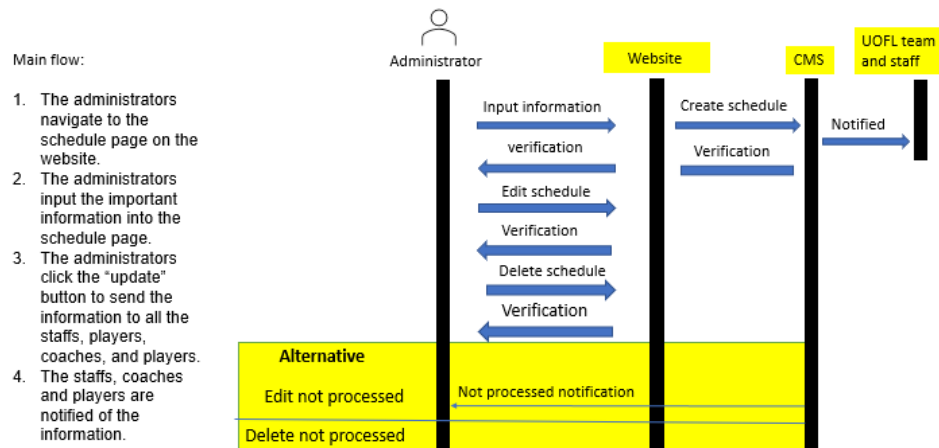 Main flow:
1. The administrators
navigate to the
schedule page on the
website.
2. The administrators
input the important
information into the
schedule page.
3. The administrators
click the “update”
button to send the
information to all the
staffs, players,
coaches, and players.
4. The staffs, coaches
and players are
notified of the
information.
Administrator
Website
CMS
UOFL team
and staff
Input information
Create schedule
Notified
verification
Verification
Edit schedule
Verification
Delete schedule
Verification
Alternative
Edit not processed
Not processed notification
Delete not processed